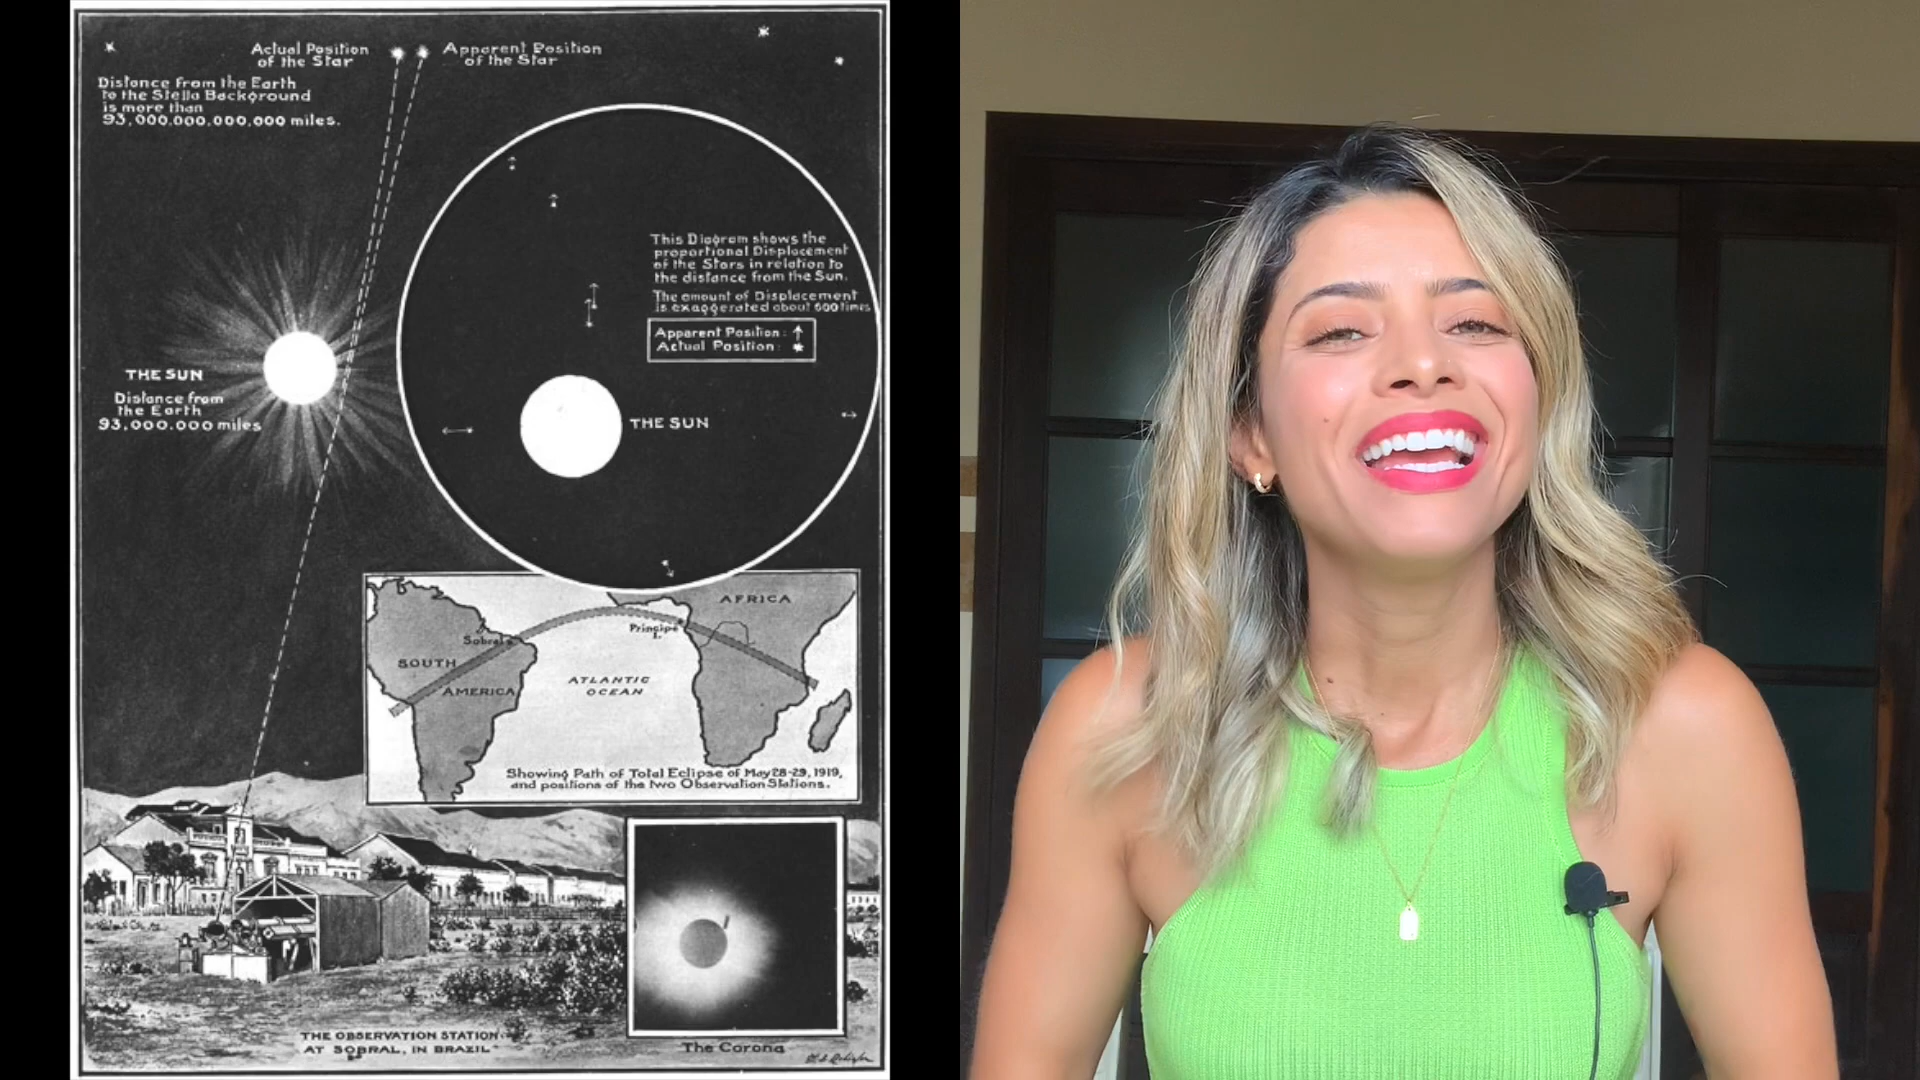 Actual Position
of the Star
Apparent Position
of the Star
Distance from the Earth
to the Stella Background
is more than
93,000,000,000,000 miles.
This Diagram shows the
proportional Displacement
of the Stars in relation to
the distance from the Sun.
The amount of Displacement
is exaggerated about 600 times
Apparent Position:
Actual Position:
THE SUN
Distance from
the Earth
93,000,000 miles
THE SUN
AFRICA
Sobral
Principe
I.
SOUTH
AMERICA
ATLANTIC
OCEAN
Showing Path of Total Eclipse of May 28-29, 1919,
and positions of the two Observation Stations.
THE OBSERVATION STATION
AT SOBRAL, IN BRAZIL
The Corona